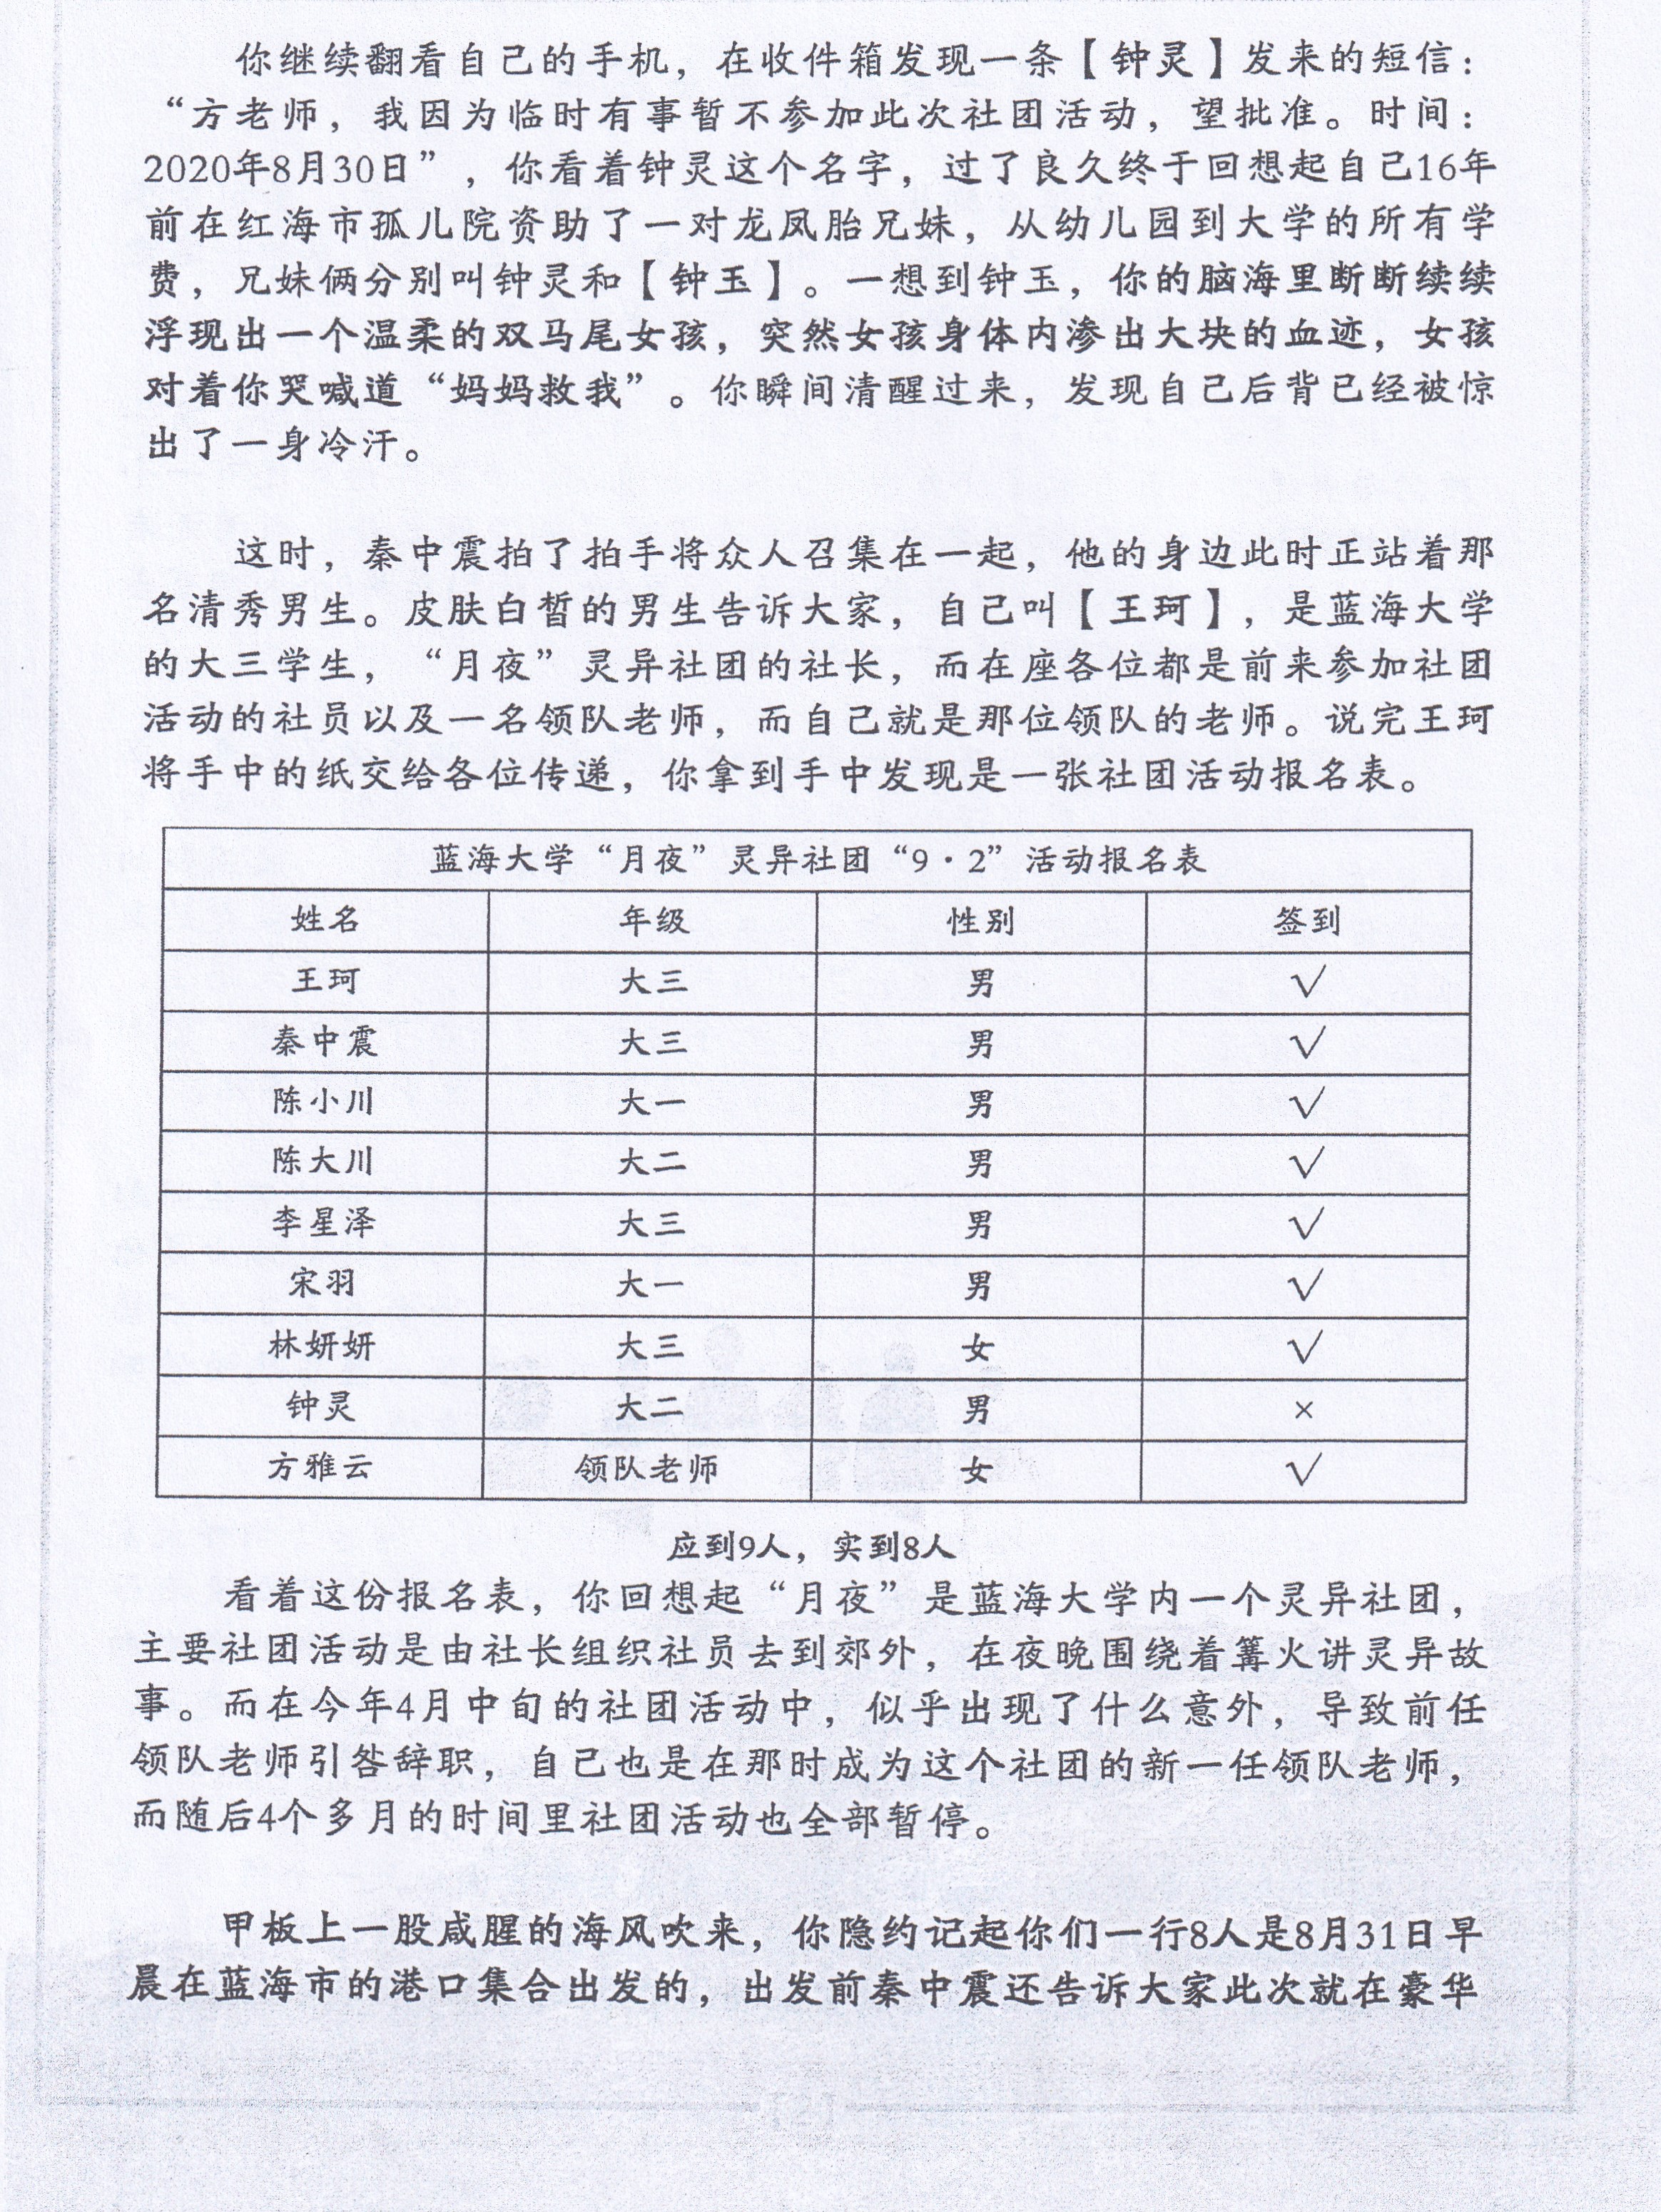 你继续翻看自己的手机，在收件箱发现一条【钟灵】发来的短信：
“方老师，我因为临时有事暂不参加此次社团活动，望批准。时间：
2020年8月30日”，你看着钟灵这个名字，过了良久终于回想起自己16年
前在红海市孤儿院资助了一对龙凤胎兄妹，从幼儿园到大学的所有学
费，兄妹俩分别叫钟灵和【钟玉】。一想到钟玉，你的脑海里断断续续
浮现出一个温柔的双马尾女孩，突然女孩身体内渗出大块的血迹，女孩
对着你哭喊道“妈妈救我”。你瞬间清醒过来，发现自己后背已经被惊
出了一身冷汗。
这时，秦中震拍了拍手将众人召集在一起，他的身边此时正站着那
名清秀男生。皮肤白皙的男生告诉大家，自己叫【王珂】，是蓝海大学
的大三学生，“月夜”灵异社团的社长，而在座各位都是前来参加社团
活动的社员以及一名领队老师，而自己就是那位领队的老师。说完王珂
将手中的纸交给各位传递，你拿到手中发现是一张社团活动报名表。
蓝海大学“月夜”灵异社团“9·2”活动报名表
姓名 年级 性别 签到
王珂 大三 男 √
秦中震 大三 男 √
陈小川 大一 男 √
陈大川 大二 男 √
李星泽 大三 男 √
宋羽 大一 男 √
林妍妍 大三 女 √
钟灵 大二 男 ×
方雅云 领队老师 女 √
应到9人，实到8人
看着这份报名表，你回想起“月夜”是蓝海大学内一个灵异社团，
主要社团活动是由社长组织社员去到郊外，在夜晚围绕着篝火讲灵异故
事。而在今年4月中旬的社团活动中，似乎出现了什么意外，导致前任
领队老师引咎辞职，自己也是在那时成为这个社团的新一任领队老师，
而随后4个多月的时间里社团活动也全部暂停。
甲板上一股咸腥的海风吹来，你隐约记起你们一行8人是8月31日早
晨在蓝海市的港口集合出发的，出发前秦中震还告诉大家此次就在豪华
2